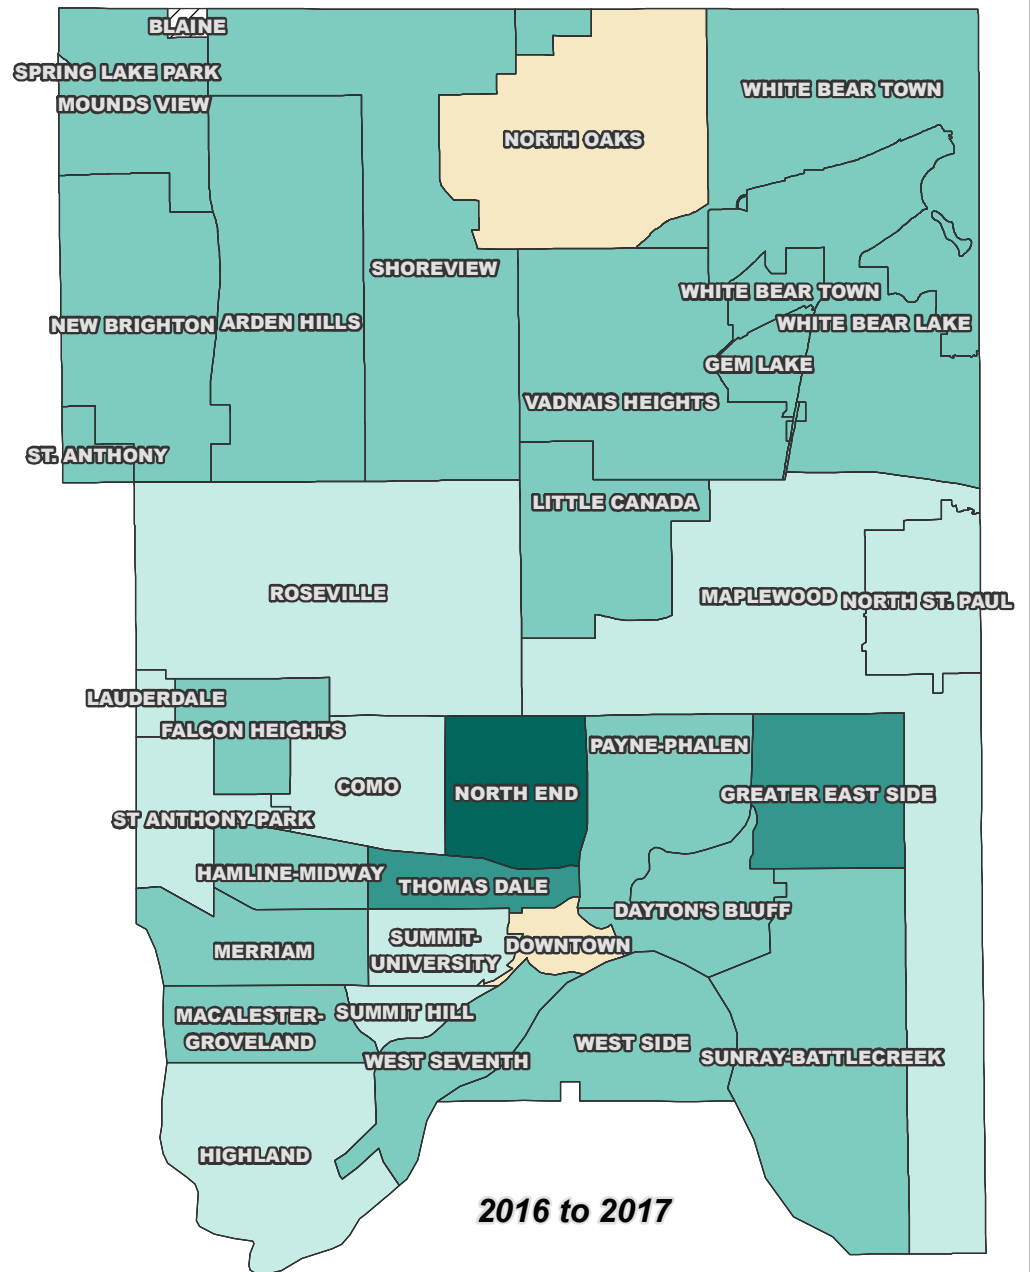 BLAINE
SPRING LAKE PARK
WHITE BEAR TOWN
MOUNDS VIEW
NORTH OAKS
SHOREVIEW
WHITE BEAR TOWN
NEW BRIGHTON
ARDEN HILLS
WHITE BEAR LAKE
GEM LAKE
VADNAIS HEIGHTS
ST. ANTHONY
LITTLE CANADA
ROSEVILLE
MAPLEWOOD
NORTH ST. PAUL
LAUDERDALE
FALCON HEIGHTS
PAYNE-PHALEN
COMO
NORTH END
GREATER EAST SIDE
ST ANTHONY PARK
HAMLINE-MIDWAY
THOMAS DALE
DAYTON'S BLUFF
MERRIAM
SUMMIT-
UNIVERSITY
DOWNTOWN
MACALESTER-
GROVELAND
SUMMIT HILL
WEST SEVENTH
WEST SIDE
SUNRAY-BATTLECREEK
HIGHLAND
2016 to 2017